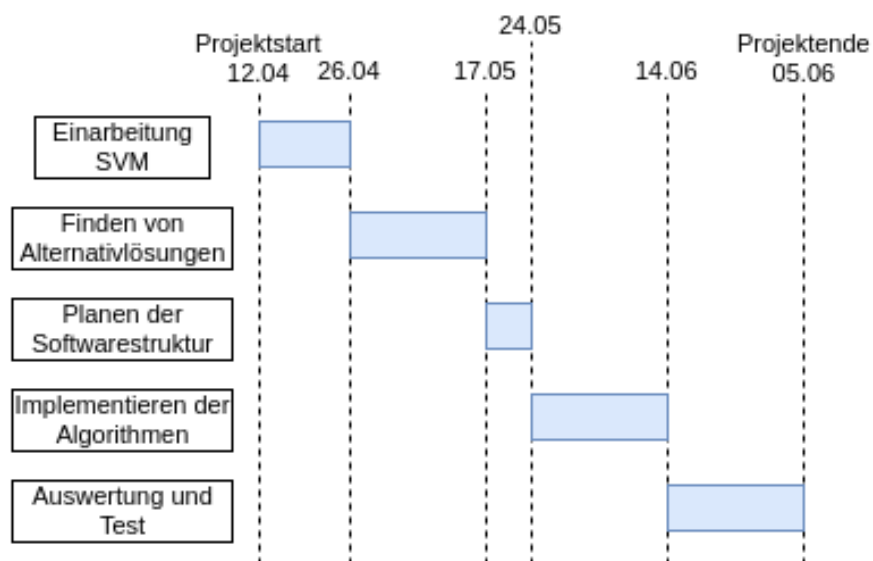 24.05
Projektstart
Projektende
12.04
26.04
17.05
14.06
05.06
Einarbeitung
SVM
Finden von
Alternativlösungen
Planen der
Softwarestruktur
Implementieren der
Algorithmen
Auswertung und
Test